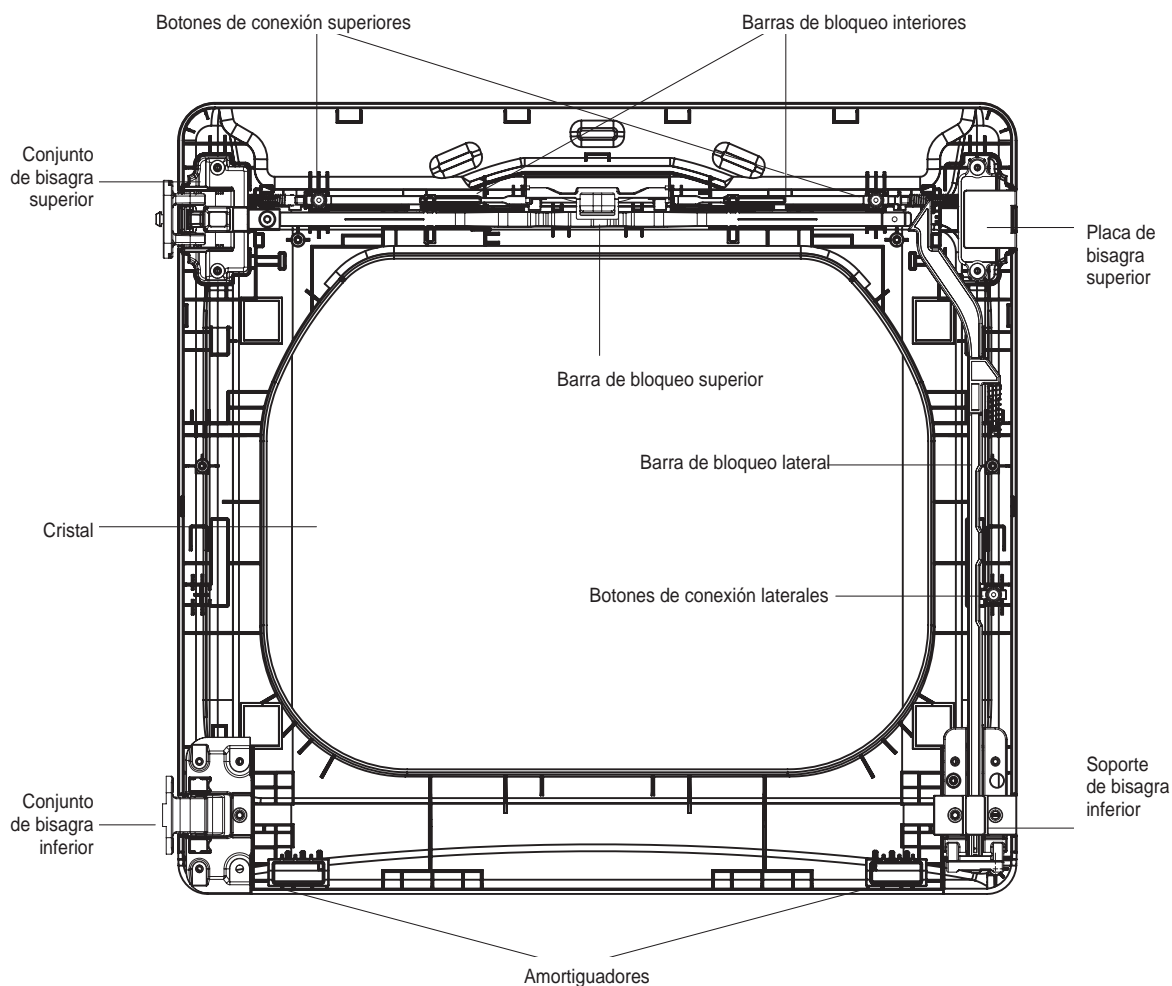 Botones de conexión superiores
Barras de bloqueo interiores
Conjunto
de bisagra
superior
Placa de
bisagra
superior
Barra de bloqueo superior
Barra de bloqueo lateral
Cristal
Botones de conexión laterales
Conjunto
de bisagra
inferior
Soporte
de bisagra
inferior
Amortiguadores